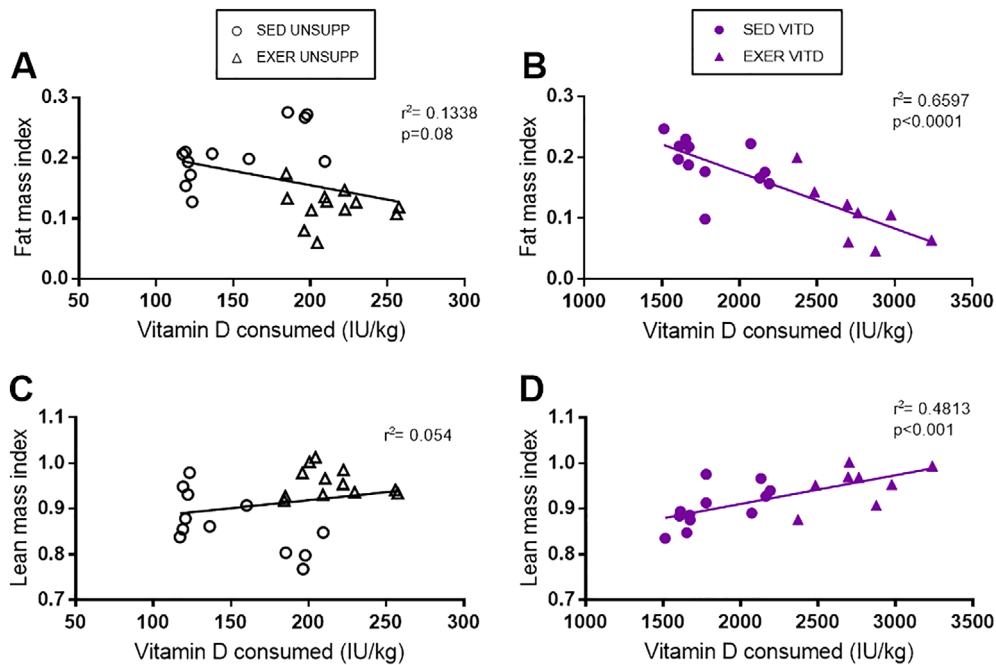 SED UNSUPP
EXER UNSUPP
SED VITD
EXER VITD
A
B
0.3
0.2
0.1
0.0
Fat mass index
r²= 0.1338
p=0.08
50
100
150
200
250
300
Vitamin D consumed (IU/kg)
0.3
0.2
0.1
0.0
Fat mass index
r²= 0.6597
p<0.0001
1000
1500
2000
2500
3000
3500
Vitamin D consumed (IU/kg)
C
D
1.1
1.0
0.9
0.8
0.7
Lean mass index
r²= 0.054
50
100
150
200
250
300
Vitamin D consumed (IU/kg)
1.1
1.0
0.9
0.8
0.7
Lean mass index
r²= 0.4813
p<0.001
1000
1500
2000
2500
3000
3500
Vitamin D consumed (IU/kg)